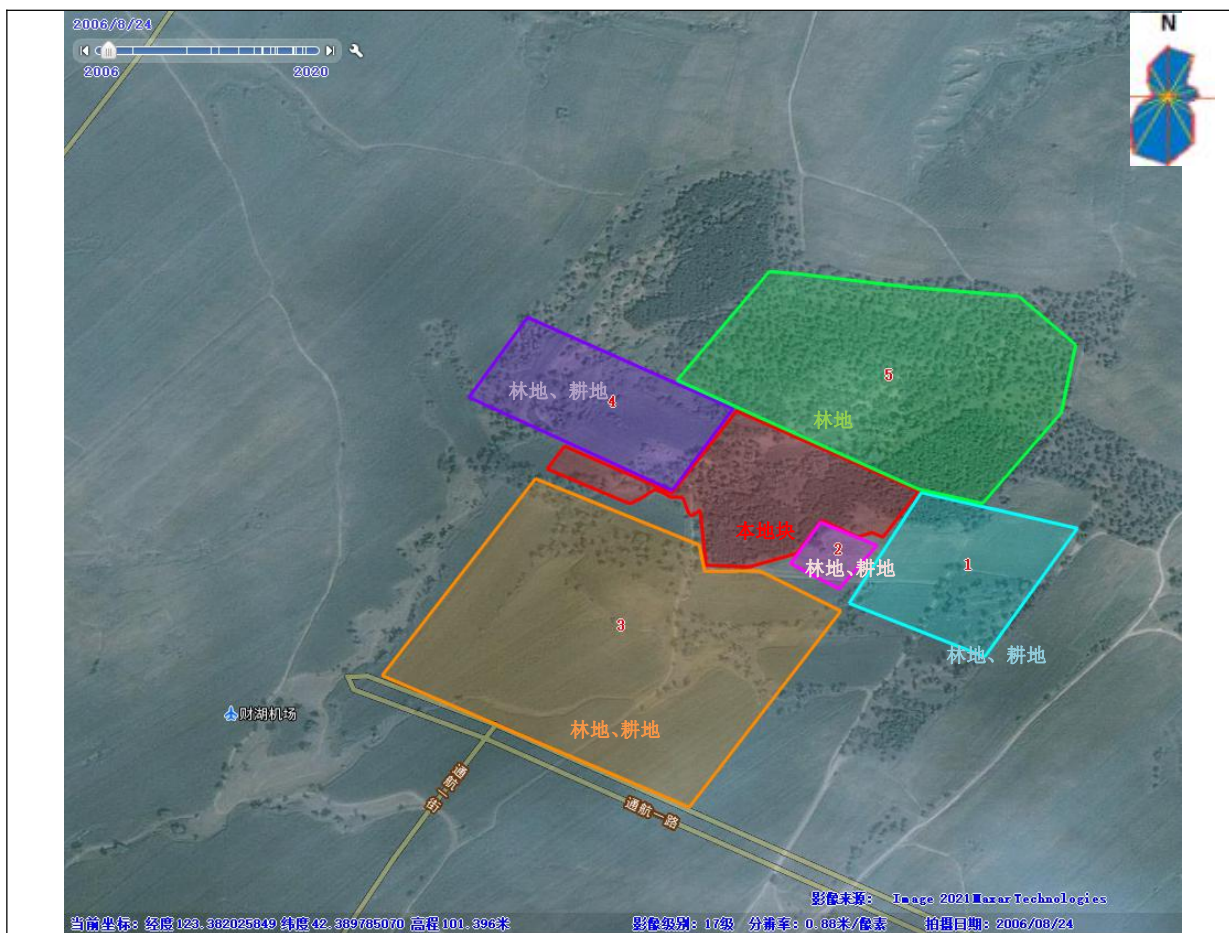 2006/8/24
N
2006
2020
5
林地、耕地
4
林地
本地块
2
林地、耕地
1
3
林地、耕地
财湖机场
林地、耕地
通航二街
通航一路
影像来源: Image 2021 Maxar Technologies
当前坐标: 经度123.382025849 纬度42.389785070 高程101.396米
影像级别: 17级 分辨率: 0.88米/像素 拍摄日期: 2006/08/24